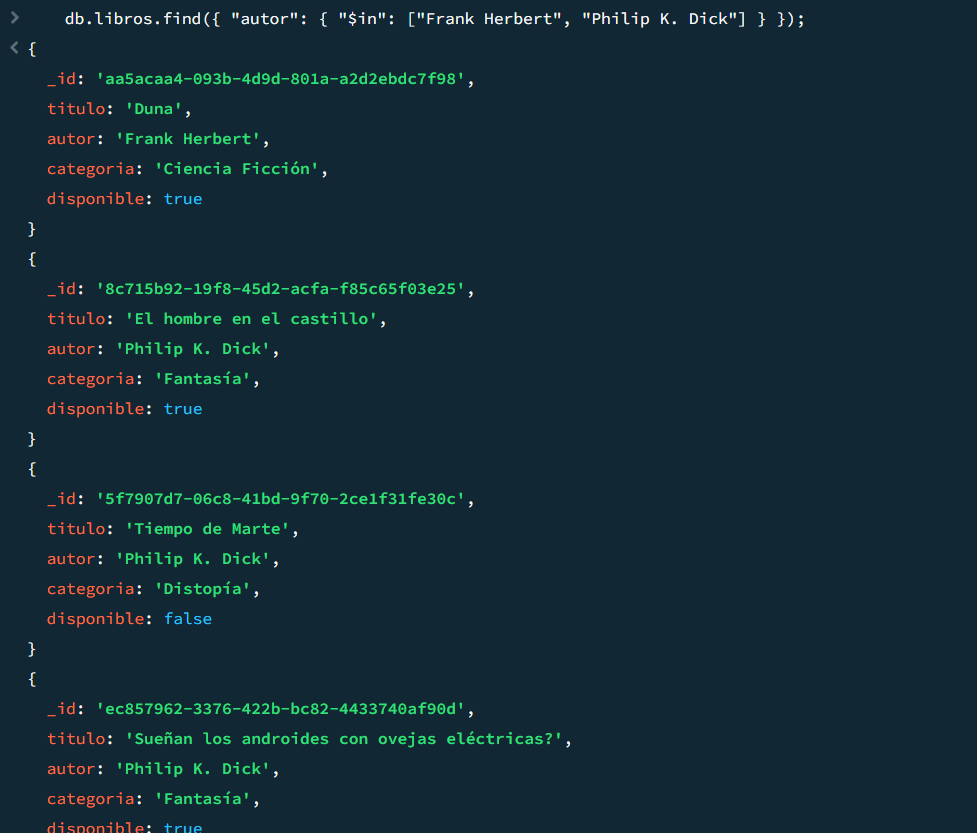 db.libros.find({ "autor": { "$in": ["Frank Herbert", "Philip K. Dick"] } });
{
_id: 'aa5acaa4-093b-4d9d-801a-a2d2ebdc7f98',
titulo: 'Duna',
autor: 'Frank Herbert',
categoria: 'Ciencia Ficción',
disponible: true
}
{
_id: '8c715b92-19f8-45d2-acfa-f85c65f03e25',
titulo: 'El hombre en el castillo',
autor: 'Philip K. Dick',
categoria: 'Fantasía',
disponible: true
}
{
_id: '5f7907d7-06c8-41bd-9f70-2ce1f31fe30c',
titulo: 'Tiempo de Marte',
autor: 'Philip K. Dick',
categoria: 'Distopía',
disponible: false
}
{
_id: 'ec857962-3376-422b-bc82-4433740af90d',
titulo: 'Sueñan los androides con ovejas eléctricas?',
autor: 'Philip K. Dick',
categoria: 'Fantasía',
disponible: true